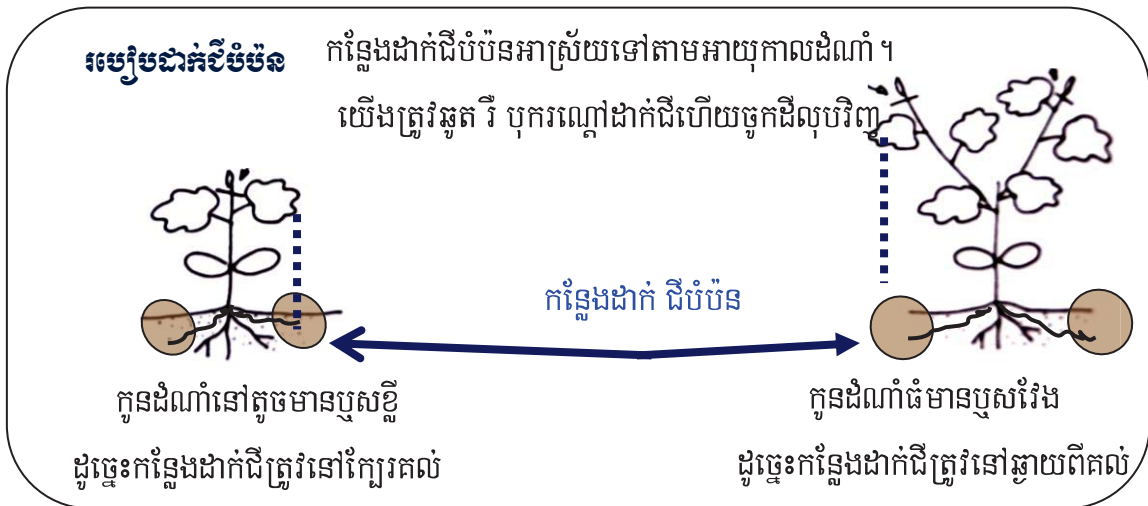 របៀបដាក់ជីបំប៉ន
កន្លែងដាក់ជីបំប៉នអាស្រ័យទៅតាមអាយុកាលដំណាំ។
យើងត្រូវឆូត រឺ បុករណ្តៅដាក់ជីហើយចូកដីលុបវិញ
កន្លែងដាក់ ជីបំប៉ន
កូនដំណាំនៅតូចមានឬសខ្លី
ដូច្នេះកន្លែងដាក់ជីត្រូវនៅក្បែរគល់
កូនដំណាំធំមានឬសវែង
ដូច្នេះកន្លែងដាក់ជីត្រូវនៅឆ្ងាយពីគល់